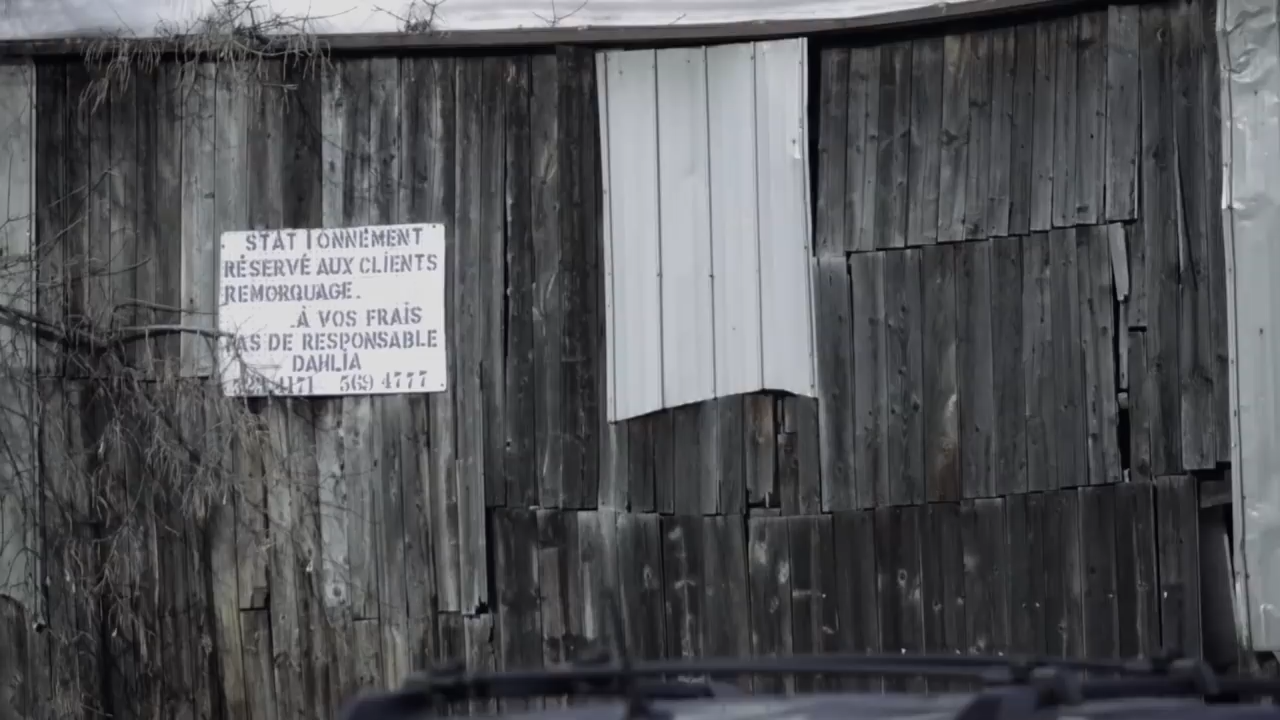 STATIONNEMENT
RÉSERVÉ AUX CLIENTS
REMORQUAGE.
.À VOS FRAIS
PAS DE RESPONSABLE
DAHLIA
569 4777